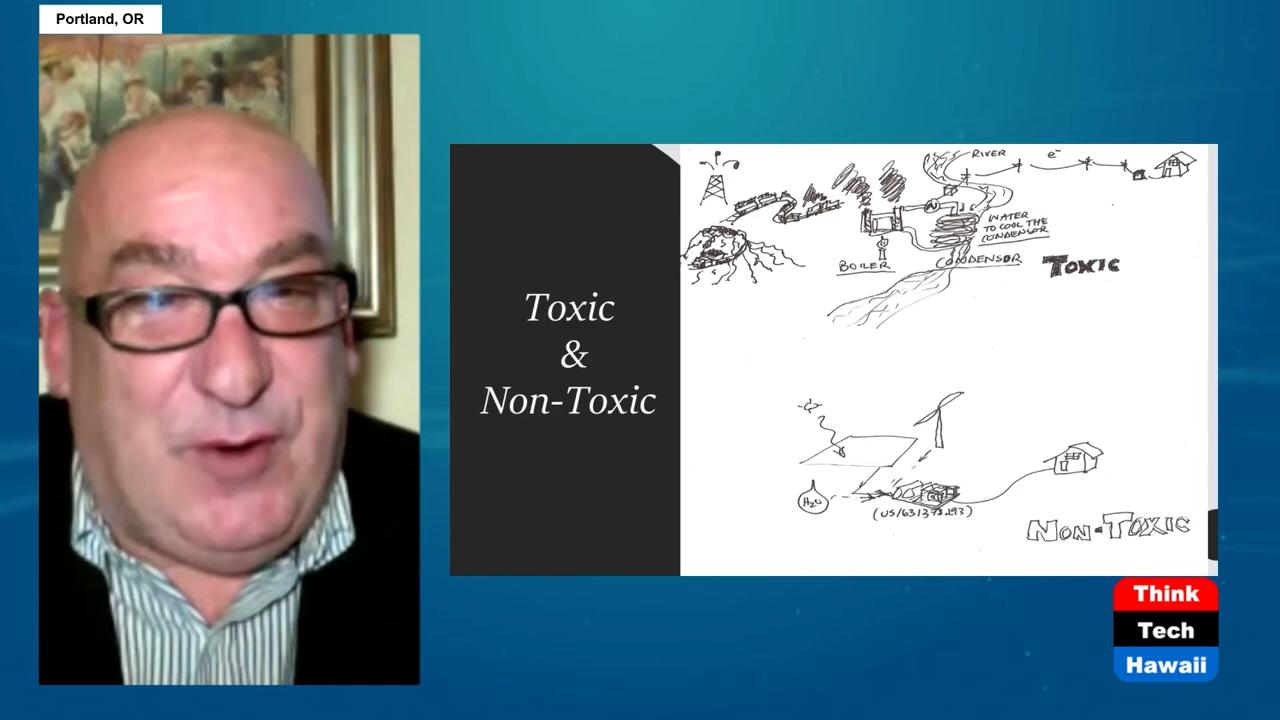 Portland, OR
Toxic
&
Non-Toxic
RIVER
e⁻
WATER
TO COOL THE
CONDENSOR
BOILER
CONDENSOR
TOXIC
H₂O
NON-TOXIC
Think
Tech
Hawaii